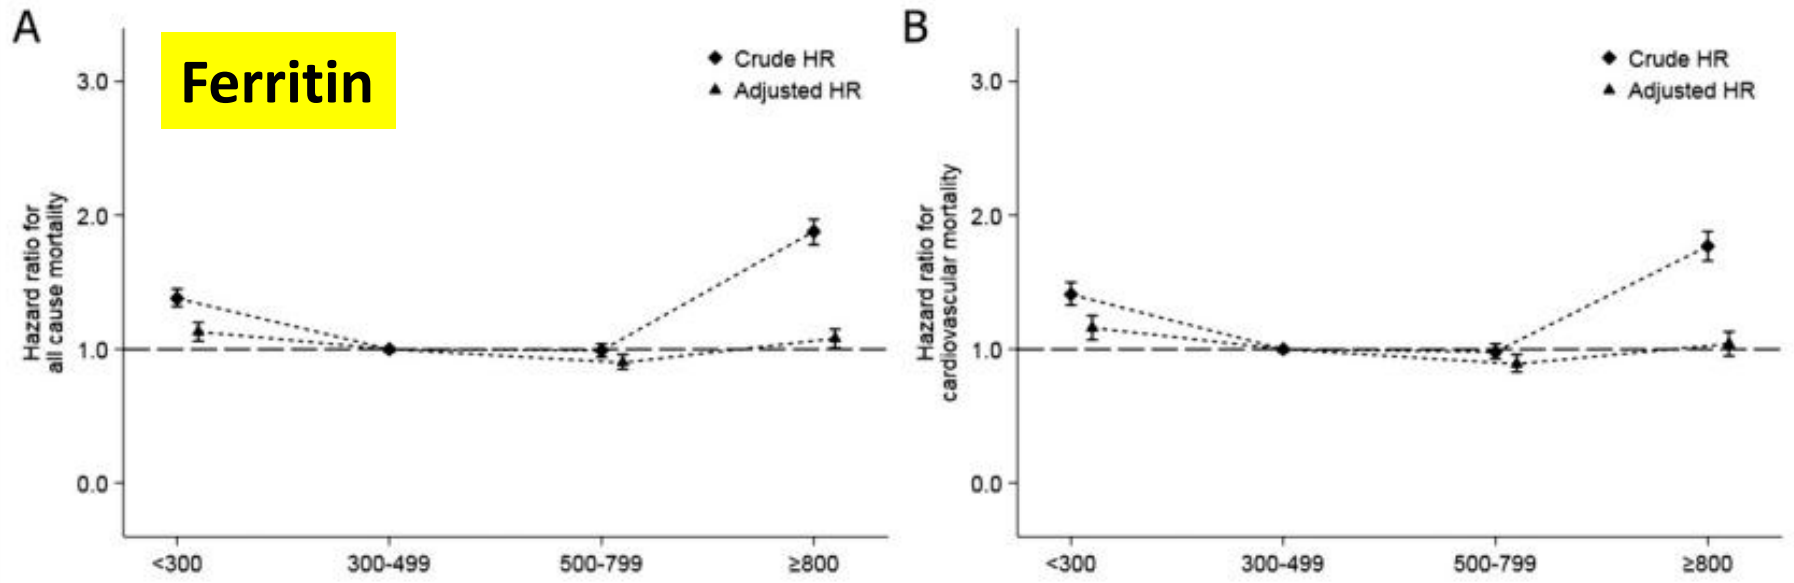 A
Ferritin
Crude HR
Adjusted HR
Hazard ratio for
all cause mortality
3.0
2.0
1.0
0.0
<300
300-499
500-799
≥800
B
Crude HR
Adjusted HR
Hazard ratio for
cardiovascular mortality
3.0
2.0
1.0
0.0
<300
300-499
500-799
≥800